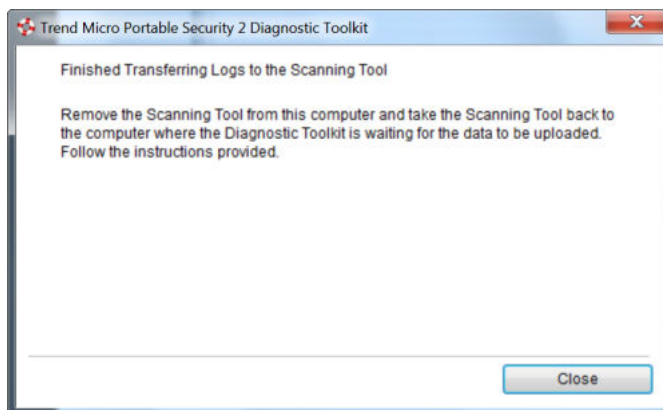 Trend Micro Portable Security 2 Diagnostic Toolkit
Finished Transferring Logs to the Scanning Tool
Remove the Scanning Tool from this computer and take the Scanning Tool back to
the computer where the Diagnostic Toolkit is waiting for the data to be uploaded.
Follow the instructions provided.
Close